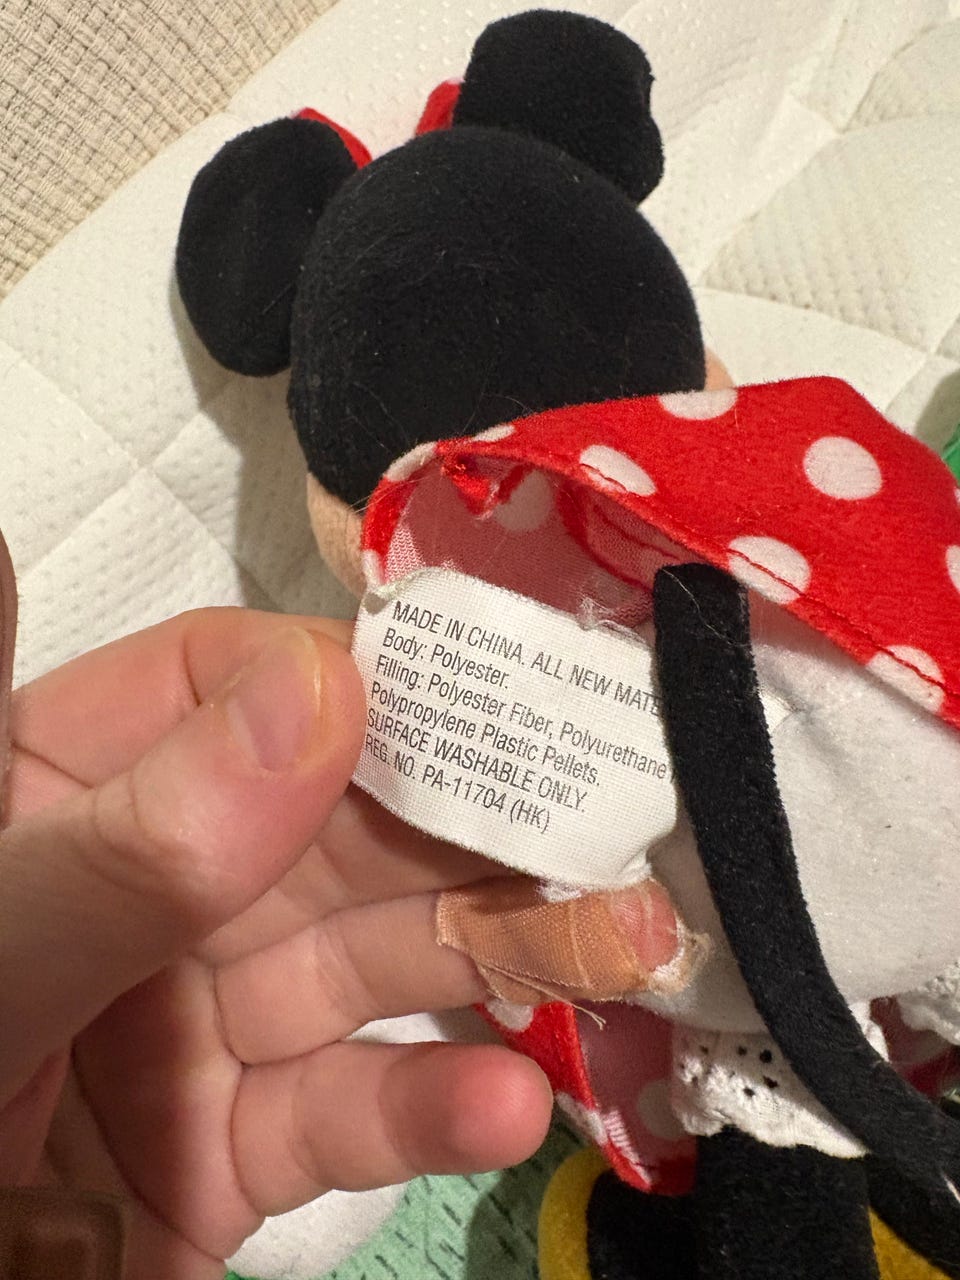 MADE IN CHINA. ALL NEW
Body: Polyester.
Filling: Polyester Fiber, Polyurethane
Polypropylene Plastic Pellets.
SURFACE WASHABLE ONLY.
REG. NO. PA-11704 (HK)